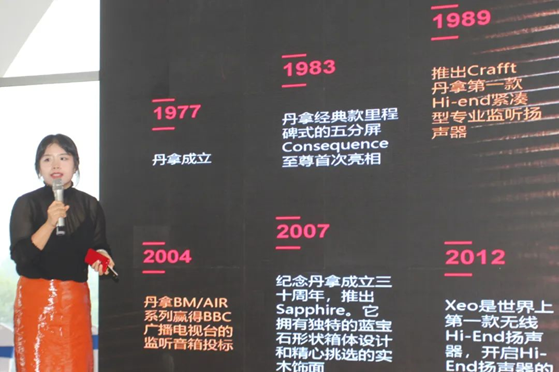 1977
丹拿成立
1983
丹拿经典款里程
碑式的五分屏
Consequence
至尊首次亮相
1989
推出Crafft
丹拿第一款
Hi-end紧凑
型专业监听扬
声器
2004
丹拿BM/AIR
系列赢得BBC
广播电视台的
监听音箱投标
2007
纪念丹拿成立三
十周年，推出
Sapphire。它
拥有独特的蓝宝
石形状箱体设计
和精心挑选的实
木饰面
2012
Xeo是世界上
第一款无线
Hi-End扬声
器，开启Hi-
End扬声器的